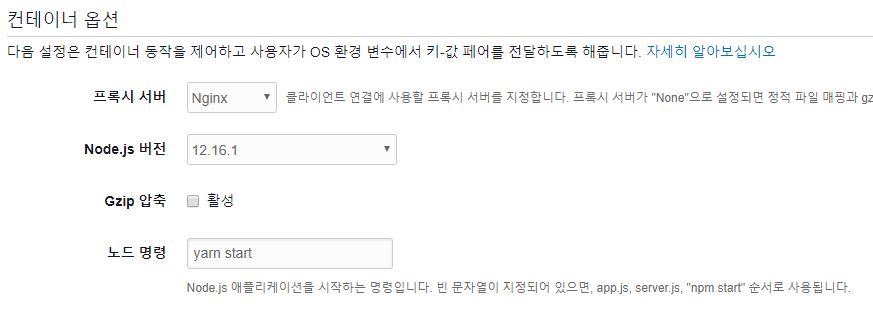 컨테이너 옵션
다음 설정은 컨테이너 동작을 제어하고 사용자가 OS 환경 변수에서 키-값 페어를 전달하도록 해줍니다. 자세히 알아보십시오
프록시 서버 Nginx 클라이언트 연결에 사용할 프록시 서버를 지정합니다. 프록시 서버가 "None"으로 설정되면 정적 파일 매핑과 gz
Node.js 버전 12.16.1
Gzip 압축 활성
노드 명령 yarn start
Node.js 애플리케이션을 시작하는 명령입니다. 빈 문자열이 지정되어 있으면, app.js, server.js, "npm start" 순서로 사용됩니다.